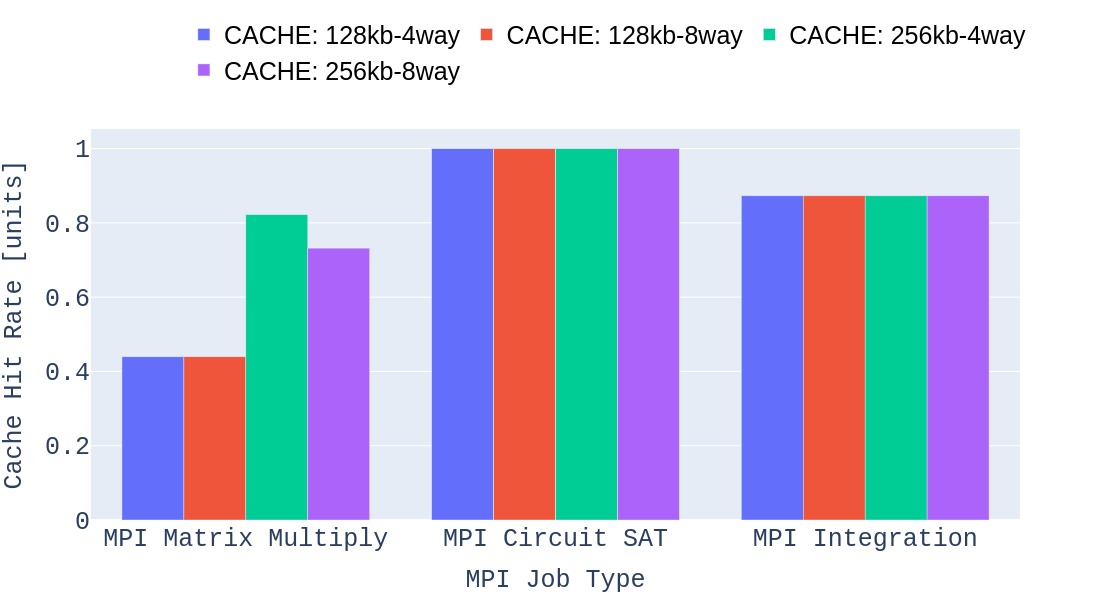 CACHE: 128kb-4way CACHE: 128kb-8way CACHE: 256kb-4way
CACHE: 256kb-8way
Cache Hit Rate [units]
1
0.8
0.6
0.4
0.2
0
MPI Matrix Multiply MPI Circuit SAT MPI Integration
MPI Job Type